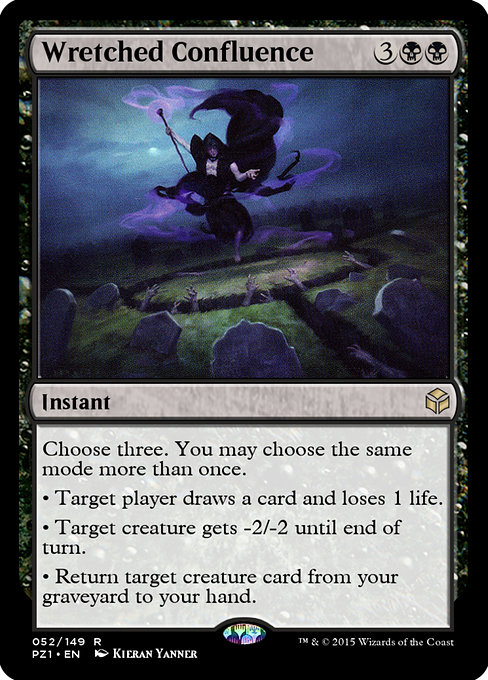 Wretched Confluence 3
Instant
Choose three. You may choose the same
mode more than once.
• Target player draws a card and loses 1 life.
• Target creature gets -2/-2 until end of
turn.
• Return target creature card from your
graveyard to your hand.
052/149 R
PZ1 • EN Kieran Yanner
™ & © 2015 Wizards of the Coast